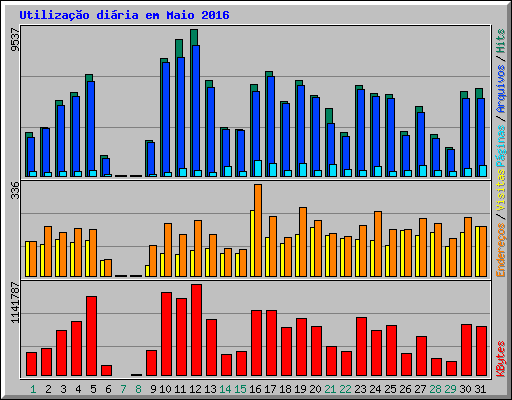 Utilização diária em Maio 2016
9537
336
1141787
Endereços / Visitas Páginas / Arquivos / Hits
KBytes
1 2 3 4 5 6 7 8 9 10 11 12 13 14 15 16 17 18 19 20 21 22 23 24 25 26 27 28 29 30 31